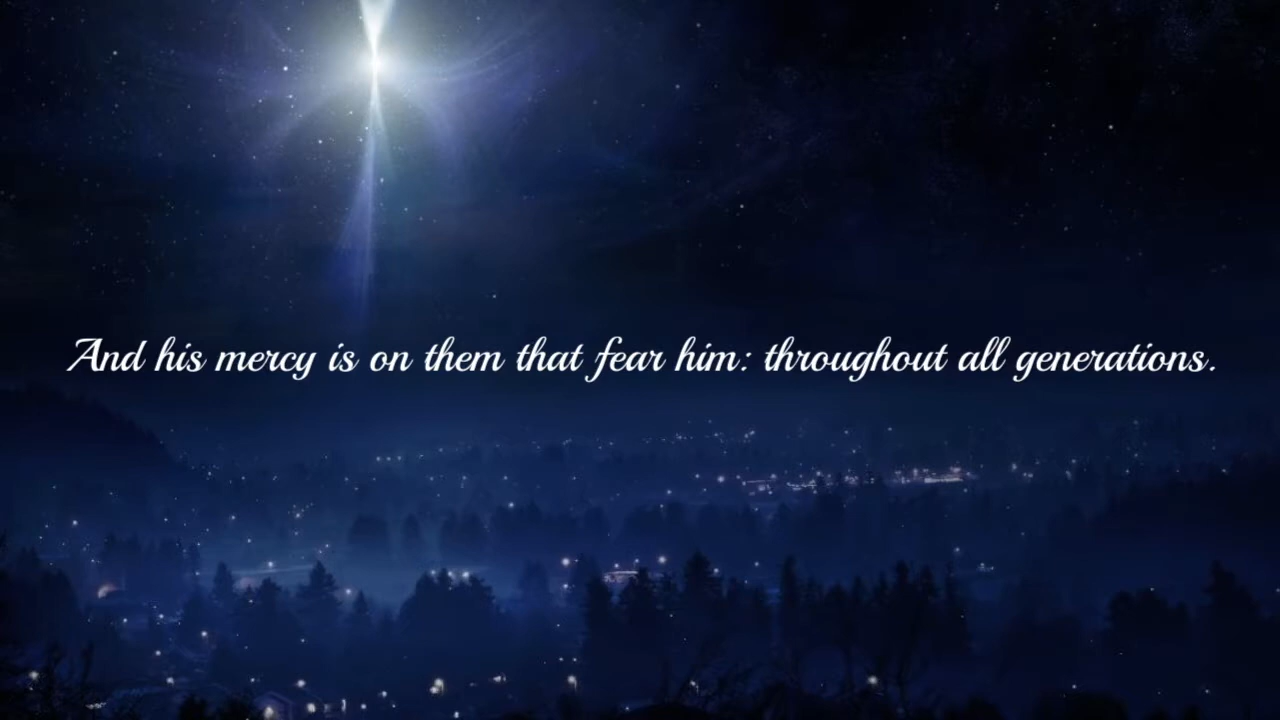 And his mercy is on them that fear him: throughout all generations.